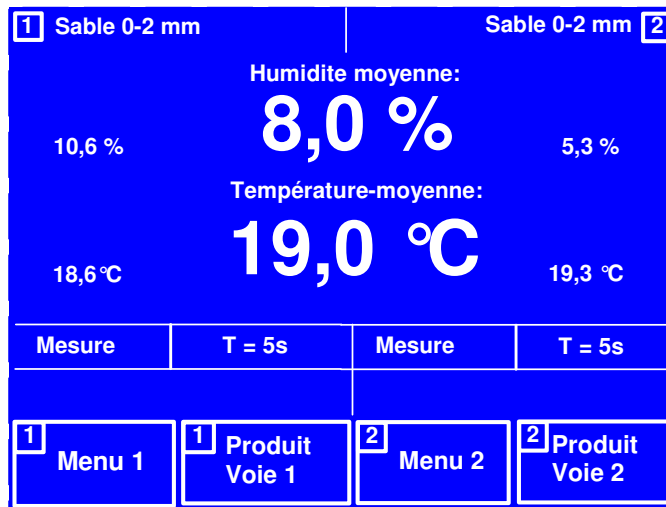 1 Sable 0-2 mm
Sable 0-2 mm 2
Humidite moyenne:
10,6 %
8,0 %
5,3 %
Température-moyenne:
18,6°C
19,0 °C
19,3 °C
Mesure T = 5s Mesure T = 5s
1 Menu 1
1 Produit
Voie 1
2 Menu 2
2 Produit
Voie 2